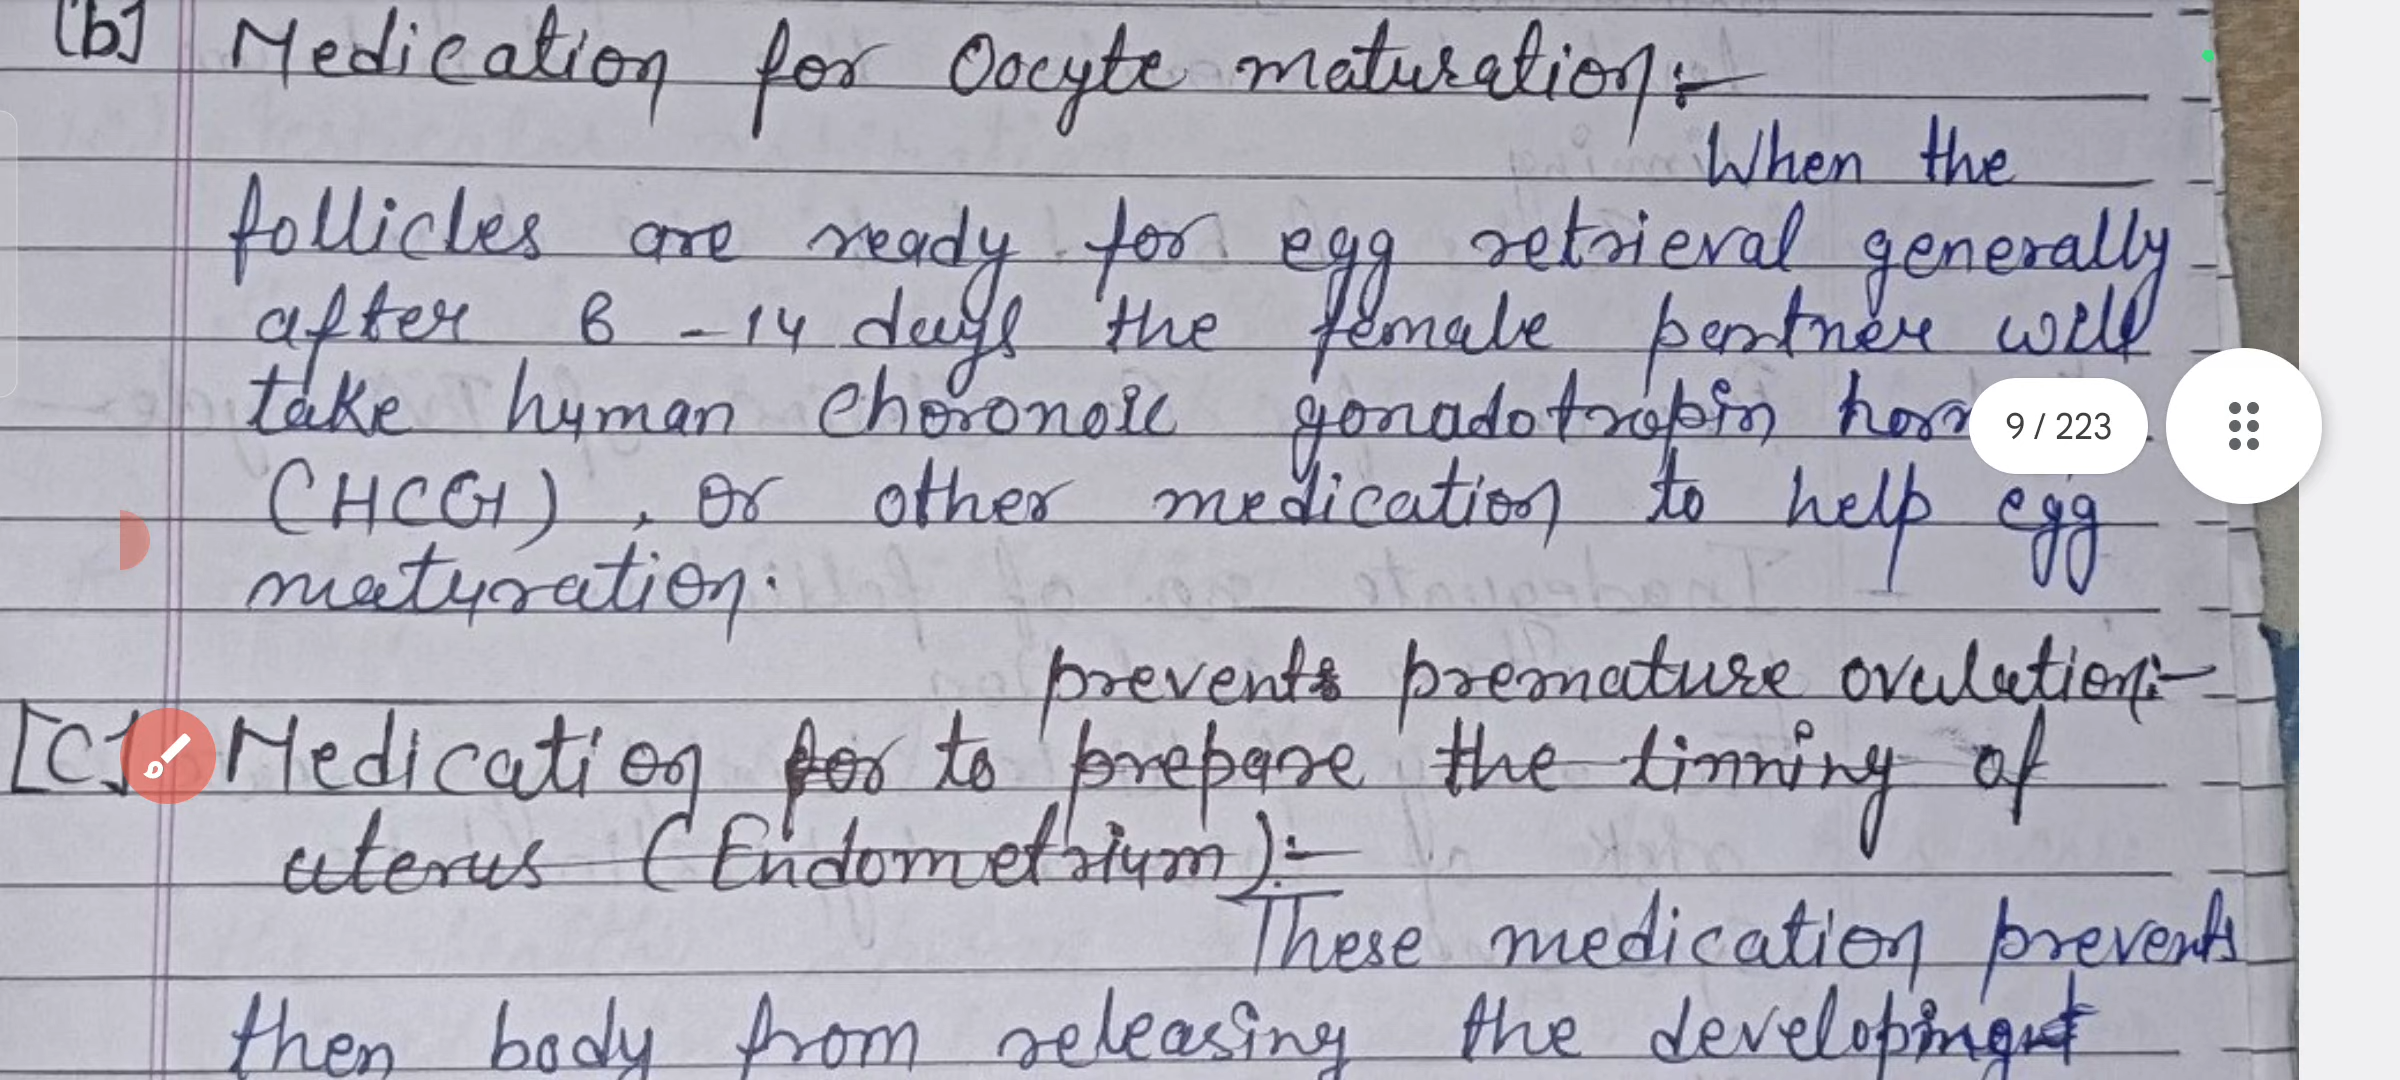 [b] Medication for Oocyte maturation:-
When the
follicles are ready for egg retrieval generally
after 8 -14 days the female partner will
take human choronoic gonadotropin horm
(HCG), or other medication to help egg
maturation.
prevents premature ovulation:-
[C] Medication for to prepare the timming of
uterus (Endometrium):-
These medication prevents
then body from releasing the developing
9 / 223